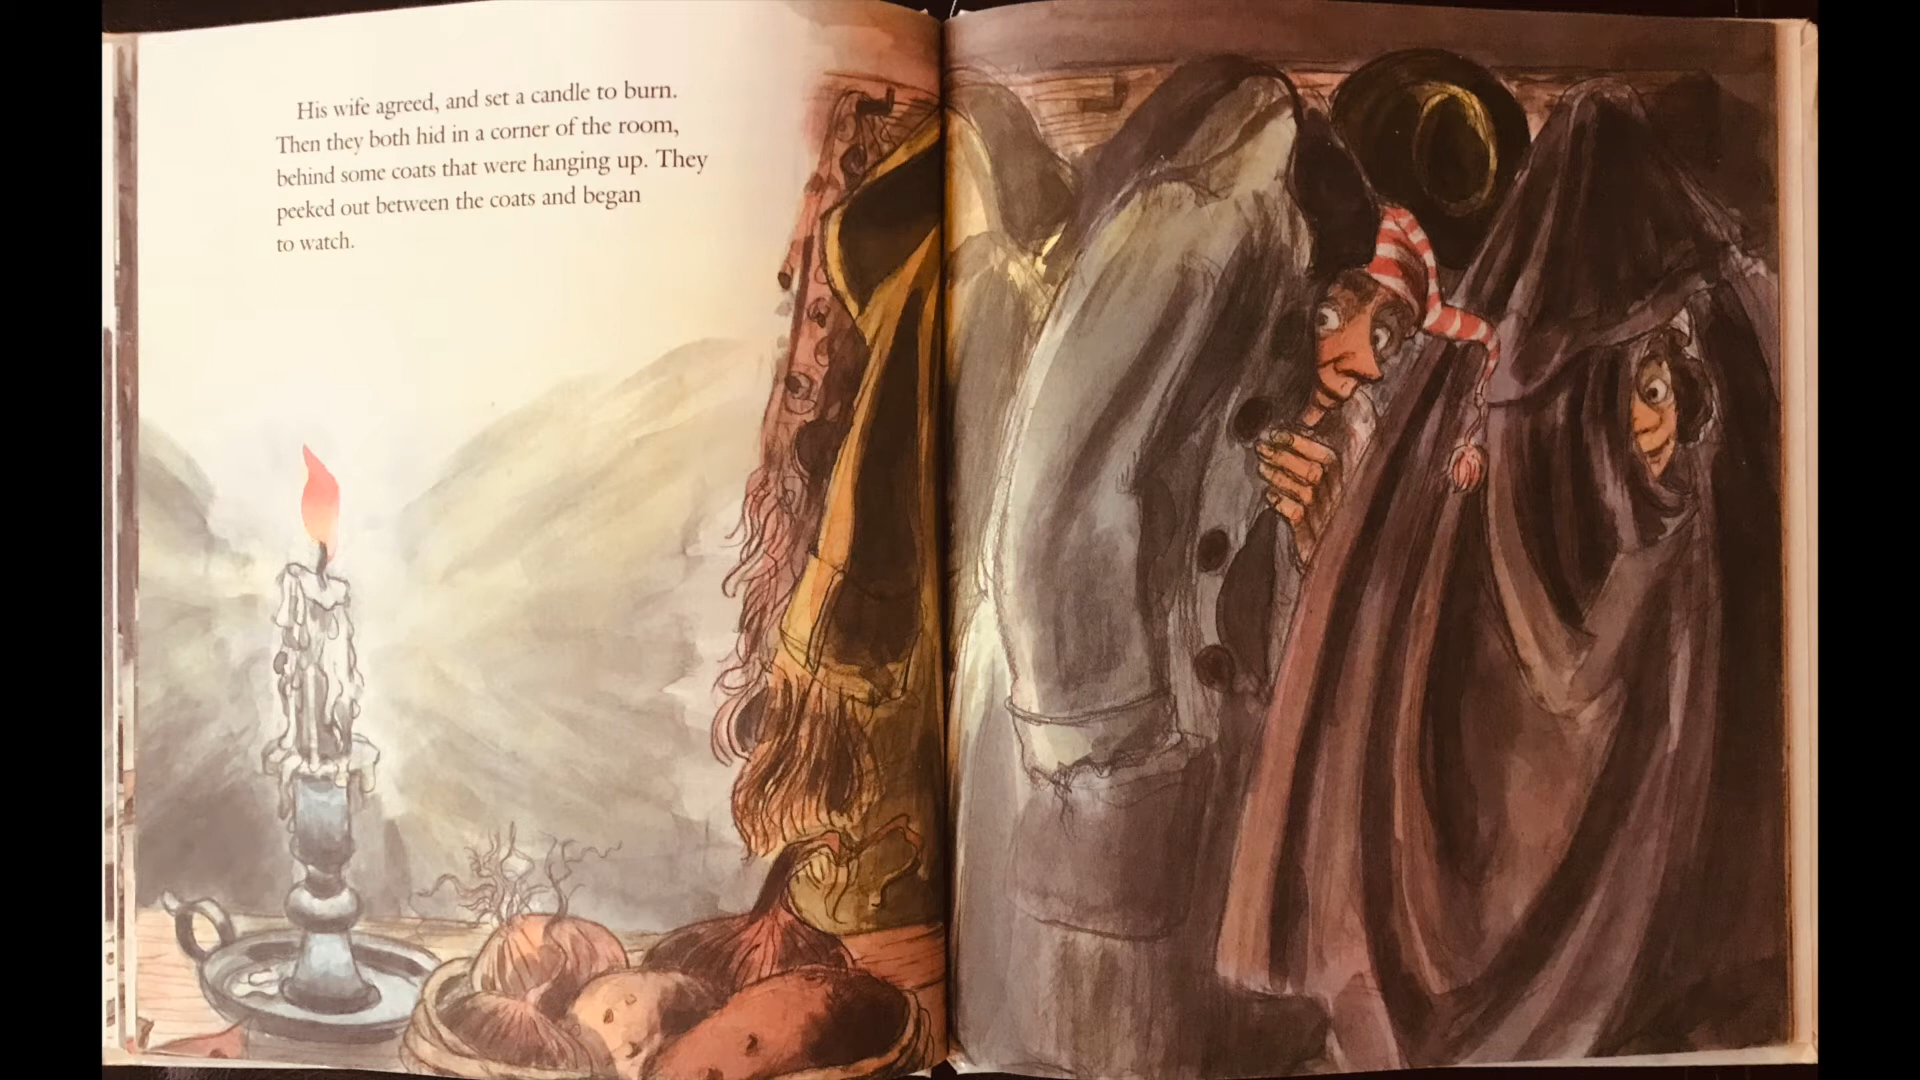 His wife agreed, and set a candle to burn.
Then they both hid in a corner of the room,
behind some coats that were hanging up. They
peeked out between the coats and began
to watch.